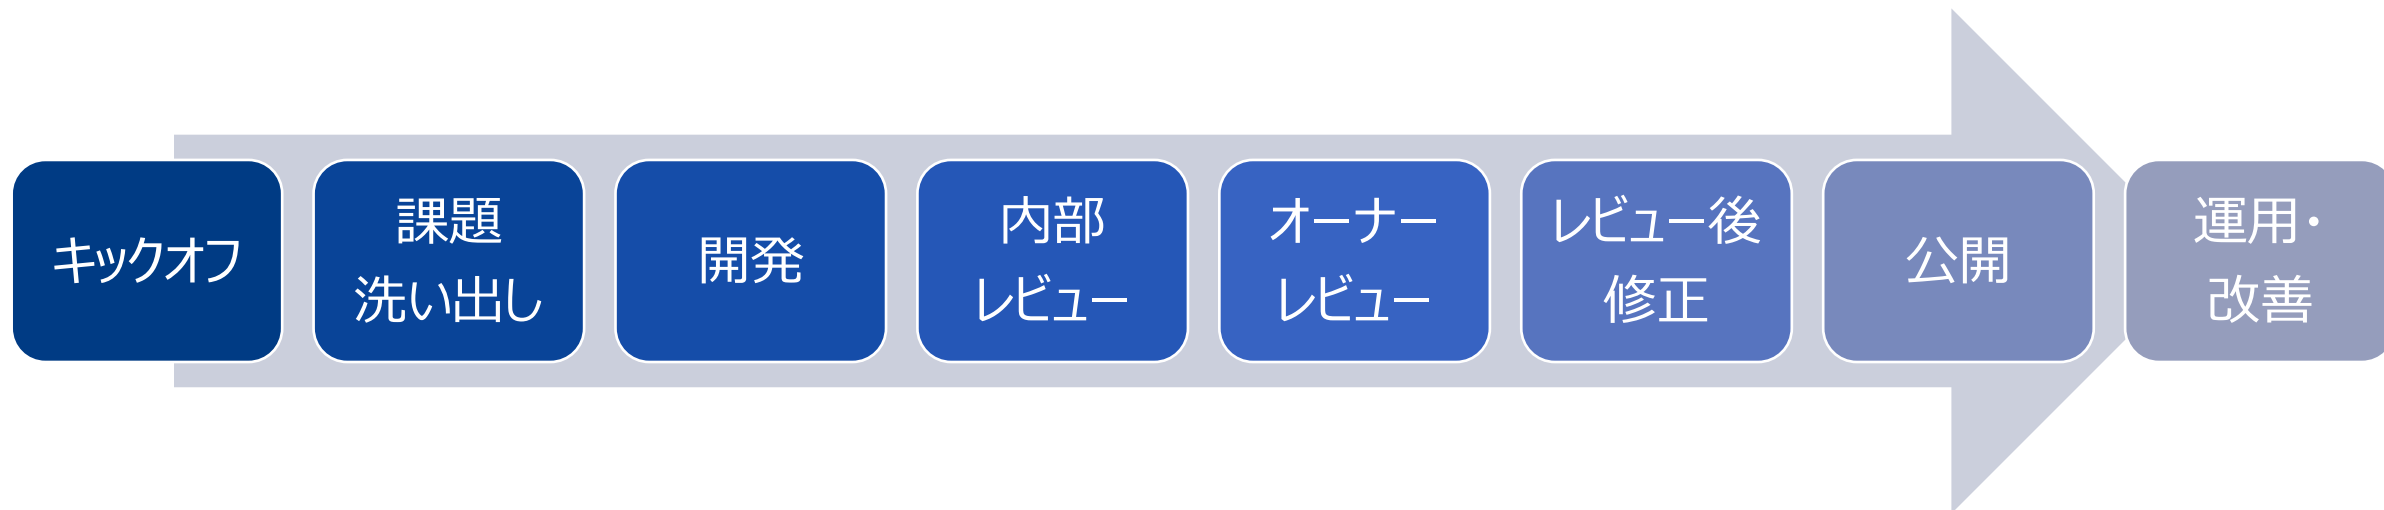 キックオフ
課題
洗い出し
開発
内部
レビュー
オーナー
レビュー
レビュー後
修正
公開
運用・
改善